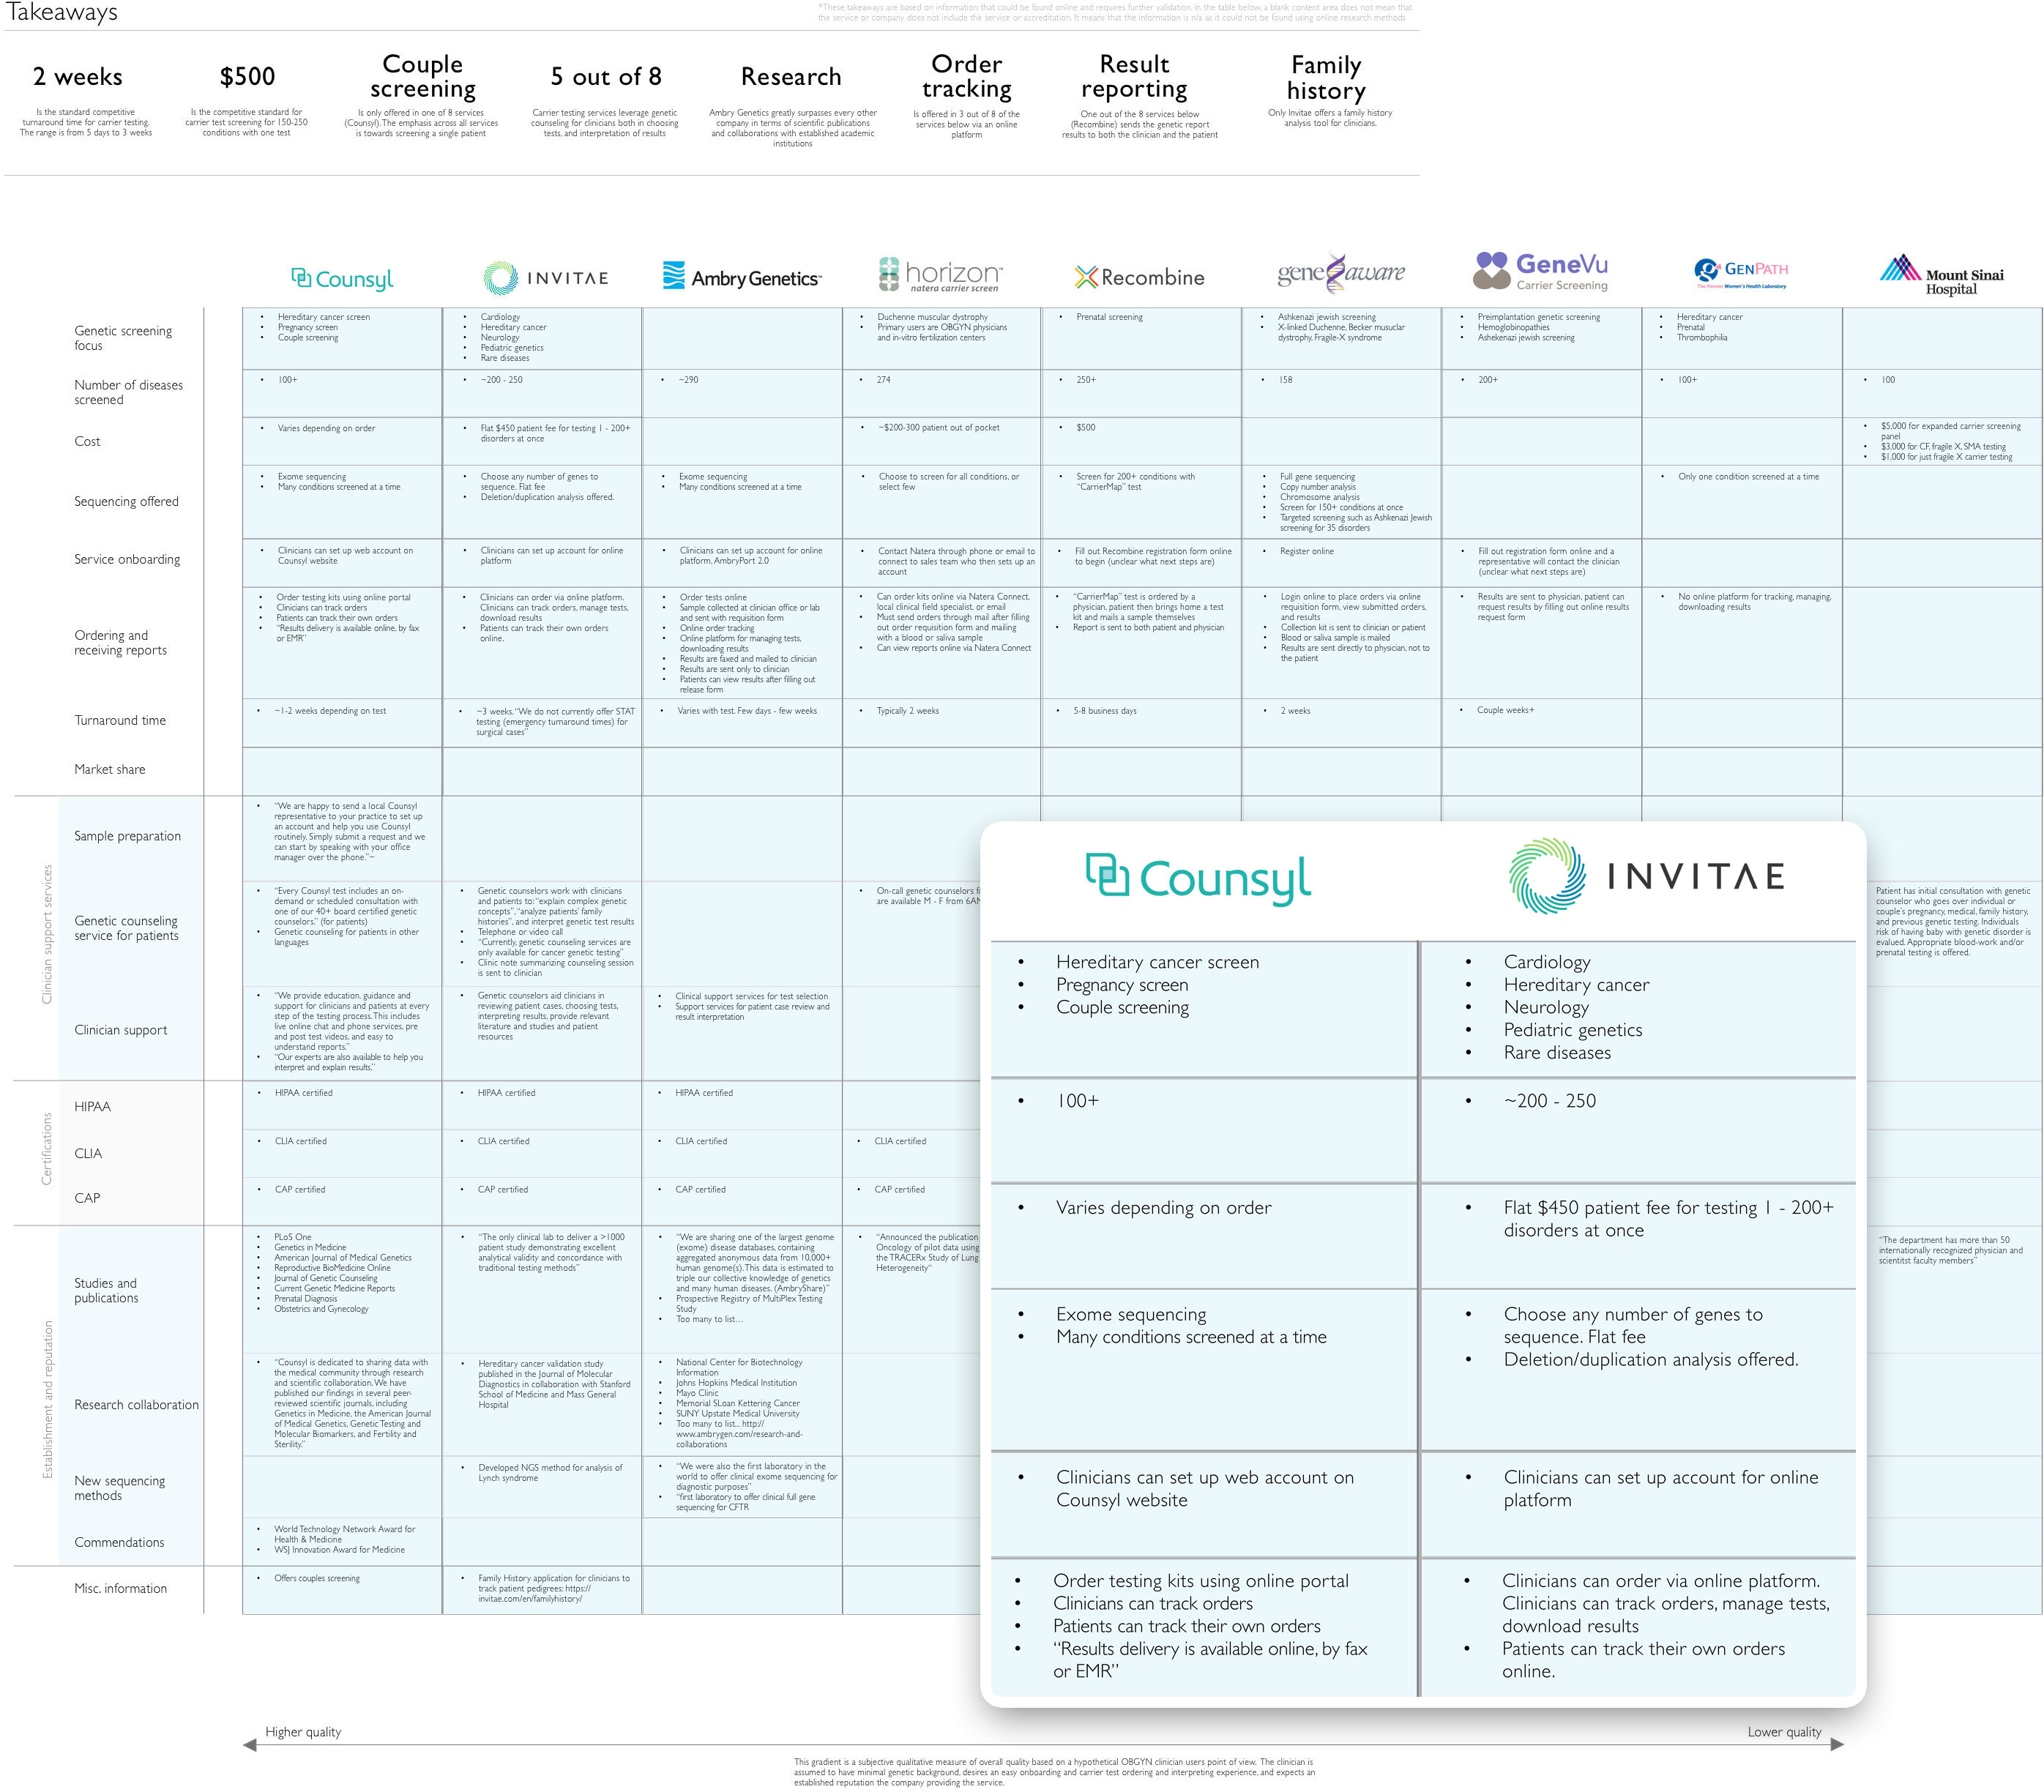 Takeaways
*These takeaways are based on information that could be found online and requires further validation. In the table below, a blank content area does not mean that
the service or company does not include the service or accreditation. It means that the information is n/a as it could not be found using online research methods
2 weeks
Is the standard competitive
turnaround time for carrier testing.
The range is from 5 days to 3 weeks
$500
Is the competitive standard for
carrier test screening for 150-250
conditions with one test
Couple
screening
Is only offered in one of 8 services
(Counsyl). The emphasis across all services
is towards screening a single patient
5 out of 8
Carrier testing services leverage genetic
counseling for clinicians both in choosing
tests, and interpretation of results
Research
Ambry Genetics greatly surpasses every other
company in terms of scientific publications
and collaborations with established academic
institutions
Order
tracking
Is offered in 3 out of 8 of the
services below via an online
platform
Result
reporting
One out of the 8 services below
(Recombine) sends the genetic report
results to both the clinician and the patient
Family
history
Only Invitae offers a family history
analysis tool for clinicians.
Counsyl
INVITAE
Ambry Genetics™
horizon™
natera carrier screen
Recombine
gene aware
GeneVu
Carrier Screening
GENPATH
The Premier Women's Health Laboratory
Mount Sinai
Hospital
Genetic screening
focus
• Hereditary cancer screen
• Pregnancy screen
• Couple screening
• Cardiology
• Hereditary cancer
• Neurology
• Pediatric genetics
• Rare diseases
• Duchenne muscular dystrophy
• Primary users are OBGYN physicians
and in-vitro fertilization centers
• Prenatal screening
• Ashkenazi jewish screening
• X-linked Duchenne, Becker musuclar
dystrophy, Fragile-X syndrome
• Preimplantation genetic screening
• Hemoglobinopathies
• Ashekenazi jewish screening
• Hereditary cancer
• Prenatal
• Thrombophilia
Number of diseases
screened
• 100+
• ~200 - 250
• ~290
• 274
• 250+
• 158
• 200+
• 100+
• 100
Cost
• Varies depending on order
• Flat $450 patient fee for testing 1 - 200+
disorders at once
• ~$200-300 patient out of pocket
• $500
• $5,000 for expanded carrier screening
panel
• $3,000 for CF, fragile X, SMA testing
• $1,000 for just fragile X carrier testing
Sequencing offered
• Exome sequencing
• Many conditions screened at a time
• Choose any number of genes to
sequence. Flat fee
• Deletion/duplication analysis offered.
• Exome sequencing
• Many conditions screened at a time
• Choose to screen for all conditions, or
select few
• Screen for 200+ conditions with
"CarrierMap" test
• Full gene sequencing
• Copy number analysis
• Chromosome analysis
• Screen for 150+ conditions at once
• Targeted screening such as Ashkenazi Jewish
screening for 35 disorders
• Only one condition screened at a time
Service onboarding
• Clinicians can set up web account on
Counsyl website
• Clinicians can set up account for online
platform
• Clinicians can set up account for online
platform, AmbryPort 2.0
• Contact Natera through phone or email to
connect to sales team who then sets up an
account
• Fill out Recombine registration form online
to begin (unclear what next steps are)
• Register online
• Fill out registration form online and a
representative will contact the clinician
(unclear what next steps are)
Ordering and
receiving reports
• Order testing kits using online portal
• Clinicians can track orders
• Patients can track their own orders
• "Results delivery is available online, by fax
or EMR"
• Clinicians can order via online platform.
Clinicians can track orders, manage tests,
download results
• Patients can track their own orders
online.
• Order tests online
• Sample collected at clinician office or lab
and sent with requisition form
• Online order tracking
• Online platform for managing tests,
downloading results
• Results are faxed and mailed to clinician
• Results are sent only to clinician
• Patients can view results after filling out
release form
• Can order kits online via Natera Connect,
local clinical field specialist, or email
• Must send orders through mail after filling
out order requisition form and mailing
with a blood or saliva sample
• Can view reports online via Natera Connect
• "CarrierMap" test is ordered by a
physician, patient then brings home a test
kit and mails a sample themselves
• Report is sent to both patient and physician
• Login online to place orders via online
requisition form, view submitted orders,
and results
• Collection kit is sent to clinician or patient
• Blood or saliva sample is mailed
• Results are sent directly to physician, not to
the patient
• Results are sent to physician, patient can
request results by filling out online results
request form
• No online platform for tracking, managing,
downloading results
Turnaround time
• ~1-2 weeks depending on test
• ~3 weeks. "We do not currently offer STAT
testing (emergency turnaround times) for
surgical cases"
• Varies with test. Few days - few weeks
• Typically 2 weeks
• 5-8 business days
• 2 weeks
• Couple weeks+
Market share
Clinician support services
Sample preparation
• "We are happy to send a local Counsyl
representative to your practice to set up
an account and help you use Counsyl
routinely. Simply submit a request and we
can start by speaking with your office
manager over the phone." ~
Genetic counseling
service for patients
• "Every Counsyl test includes an on-
demand or scheduled consultation with
one of our 40+ board certified genetic
counselors." (for patients)
• Genetic counseling for patients in other
languages
• Genetic counselors work with clinicians
and patients to: "explain complex genetic
concepts", "analyze patients' family
histories", and interpret genetic test results
• Telephone or video call
• "Currently, genetic counseling services are
only available for cancer genetic testing"
• Clinic note summarizing counseling session
is sent to clinician
• On-call genetic counselors
are available M - F from 6A
Patient has initial consultation with genetic
counselor who goes over individual or
couple's pregnancy, medical, family history,
and previous genetic testing. Individuals
risk of having baby with genetic disorder is
evaluated. Appropriate blood-work and/or
prenatal testing is offered.
Clinician support
• "We provide education, guidance and
support for clinicians and patients at every
step of the testing process. This includes
live online chat and phone services, pre
and post test videos, and easy to
understand reports."
• "Our experts are also available to help you
interpret and explain results."
• Genetic counselors aid clinicians in
reviewing patient cases, choosing tests,
interpreting results, provide relevant
literature and studies and patient
resources
• Clinical support services for test selection
• Support services for patient case review and
result interpretation
Certifications
HIPAA
• HIPAA certified
• HIPAA certified
• HIPAA certified
CLIA
• CLIA certified
• CLIA certified
• CLIA certified
• CLIA certified
CAP
• CAP certified
• CAP certified
• CAP certified
• CAP certified
Establishment and reputation
Studies and
publications
• PLoS One
• Genetics in Medicine
• American Journal of Medical Genetics
• Reproductive BioMedicine Online
• Journal of Genetic Counseling
• Current Genetic Medicine Reports
• Prenatal Diagnosis
• Obstetrics and Gynecology
• "The only clinical lab to deliver a >1000
patient study demonstrating excellent
analytical validity and concordance with
traditional testing methods"
• "We are sharing one of the largest genome
(exome) disease databases, containing
aggregated anonymous data from 10,000+
human genome(s). This data is estimated to
triple our collective knowledge of genetics
and many human diseases. (AmbryShare)"
• Prospective Registry of MultiPlex Testing
Study
• Too many to list…
• "Announced the publication
Oncology of pilot data using
the TRACERx Study of Lung
Heterogeneity"
"The department has more than 50
internationally recognized physician and
scientitst faculty members"
Research collaboration
• "Counsyl is dedicated to sharing data with
the medical community through research
and scientific collaboration. We have
published our findings in several peer-
reviewed scientific journals, including
Genetics in Medicine, the American Journal
of Medical Genetics, Genetic Testing and
Molecular Biomarkers, and Fertility and
Sterility."
• Hereditary cancer validation study
published in the Journal of Molecular
Diagnostics in collaboration with Stanford
School of Medicine and Mass General
Hospital
• National Center for Biotechnology
Information
• Johns Hopkins Medical Institution
• Mayo Clinic
• Memorial SLoan Kettering Cancer
• SUNY Upstate Medical University
• Too many to list... http://
www.ambrygen.com/research-and-
collaborations
New sequencing
methods
• Developed NGS method for analysis of
Lynch syndrome
• "We were also the first laboratory in the
world to offer clinical exome sequencing for
diagnostic purposes"
• "first laboratory to offer clinical full gene
sequencing for CFTR
Commendations
• World Technology Network Award for
Health & Medicine
• WSJ Innovation Award for Medicine
Misc. information
• Offers couples screening
• Family History application for clinicians to
track patient pedigrees: https://
invitae.com/en/familyhistory/
Counsyl
INVITAE
• Hereditary cancer screen
• Pregnancy screen
• Couple screening
• Cardiology
• Hereditary cancer
• Neurology
• Pediatric genetics
• Rare diseases
• 100+
• ~200 - 250
• Varies depending on order
• Flat $450 patient fee for testing 1 - 200+
disorders at once
• Exome sequencing
• Many conditions screened at a time
• Choose any number of genes to
sequence. Flat fee
• Deletion/duplication analysis offered.
• Clinicians can set up web account on
Counsyl website
• Clinicians can set up account for online
platform
• Order testing kits using online portal
• Clinicians can track orders
• Patients can track their own orders
• "Results delivery is available online, by fax
or EMR"
• Clinicians can order via online platform.
Clinicians can track orders, manage tests,
download results
• Patients can track their own orders
online.
Higher quality
Lower quality
This gradient is a subjective qualitative measure of overall quality based on a hypothetical OBGYN clinician users point of view. The clinician is
assumed to have minimal genetic background, desires an easy onboarding and carrier test ordering and interpreting experience, and expects an
established reputation the company providing the service.